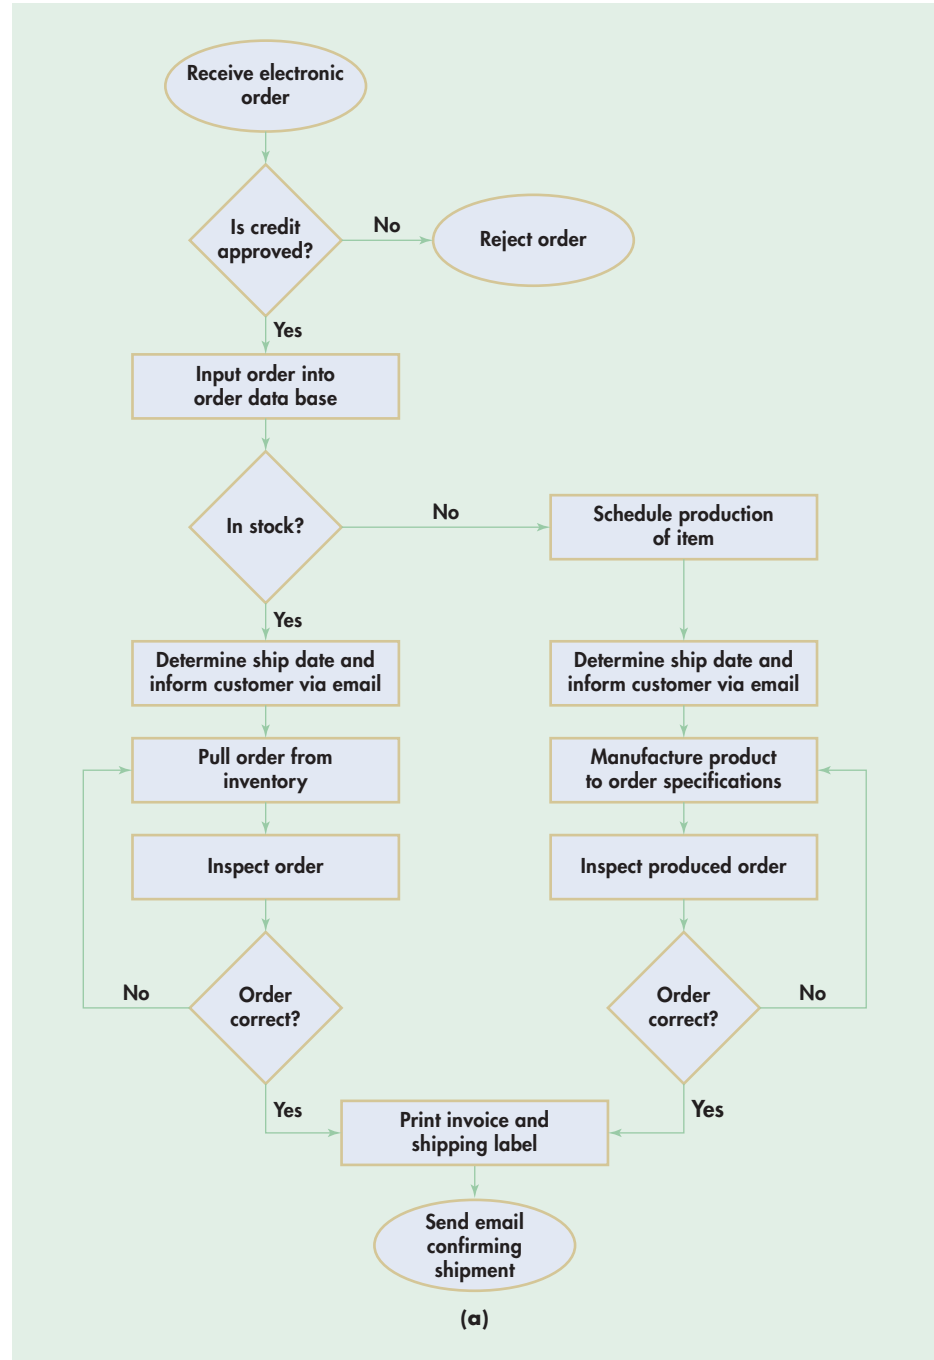 Receive electronic
order
Is credit
approved?
No
Reject order
Yes
Input order into
order data base
In stock?
No
Schedule production
of item
Yes
Determine ship date and
inform customer via email
Determine ship date and
inform customer via email
Pull order from
inventory
Manufacture product
to order specifications
Inspect order
Inspect produced order
No
Order
correct?
Order
correct?
No
Yes
Print invoice and
shipping label
Yes
Send email
confirming
shipment
(a)